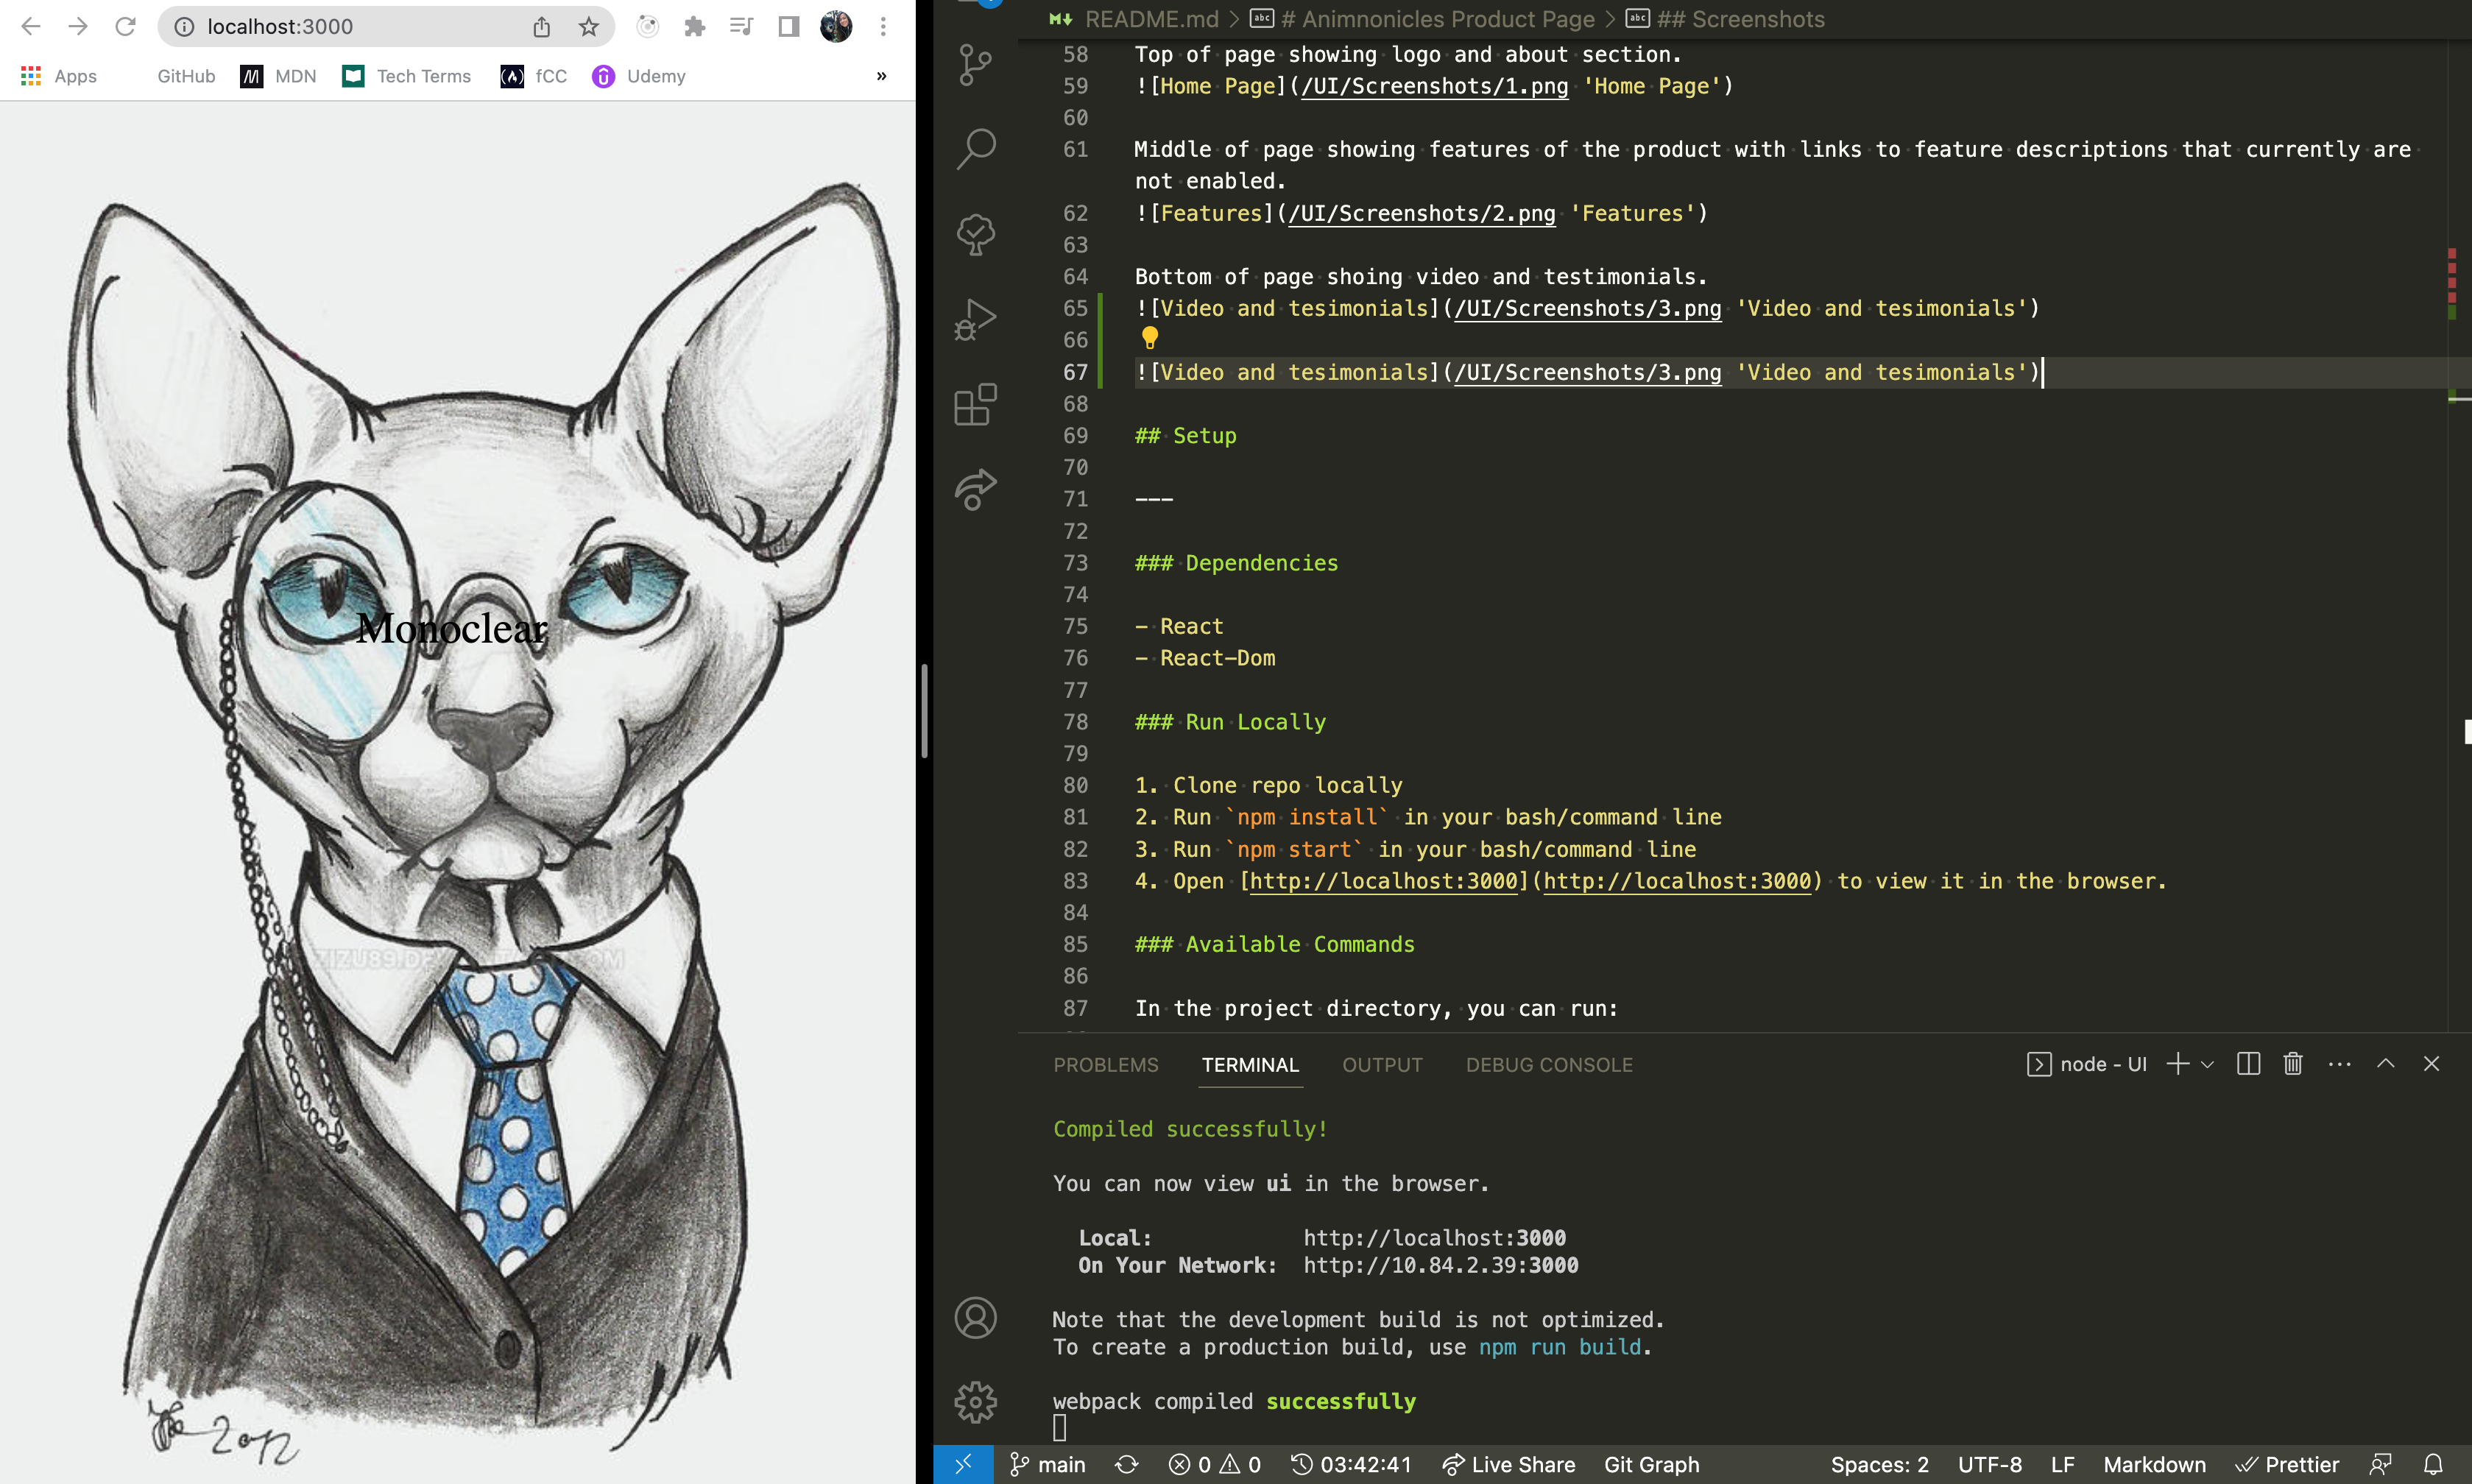 localhost:3000
Apps GitHub MDN Tech Terms fCC Udemy »
Monoclear
2012
README.md > # Animnonicles Product Page > ## Screenshots
58 Top of page showing logo and about section.
59 ![Home Page](/UI/Screenshots/1.png 'Home Page')
60
61 Middle of page showing features of the product with links to feature descriptions that currently are
not enabled.
62 ![Features](/UI/Screenshots/2.png 'Features')
63
64 Bottom of page shoing video and testimonials.
65 ![Video and tesimonials](/UI/Screenshots/3.png 'Video and tesimonials')
66
67 ![Video and tesimonials](/UI/Screenshots/3.png 'Video and tesimonials')
68
69 ## Setup
70
71 ---
72
73 ### Dependencies
74
75 - React
76 - React-Dom
77
78 ### Run Locally
79
80 1. Clone repo locally
81 2. Run `npm install` in your bash/command line
82 3. Run `npm start` in your bash/command line
83 4. Open [http://localhost:3000](http://localhost:3000) to view it in the browser.
84
85 ### Available Commands
86
87 In the project directory, you can run:
PROBLEMS TERMINAL OUTPUT DEBUG CONSOLE node - UI
Compiled successfully!
You can now view ui in the browser.
Local: http://localhost:3000
On Your Network: http://10.84.2.39:3000
Note that the development build is not optimized.
To create a production build, use npm run build.
webpack compiled successfully
main 0 0 03:42:41 Live Share Git Graph Spaces: 2 UTF-8 LF Markdown Prettier